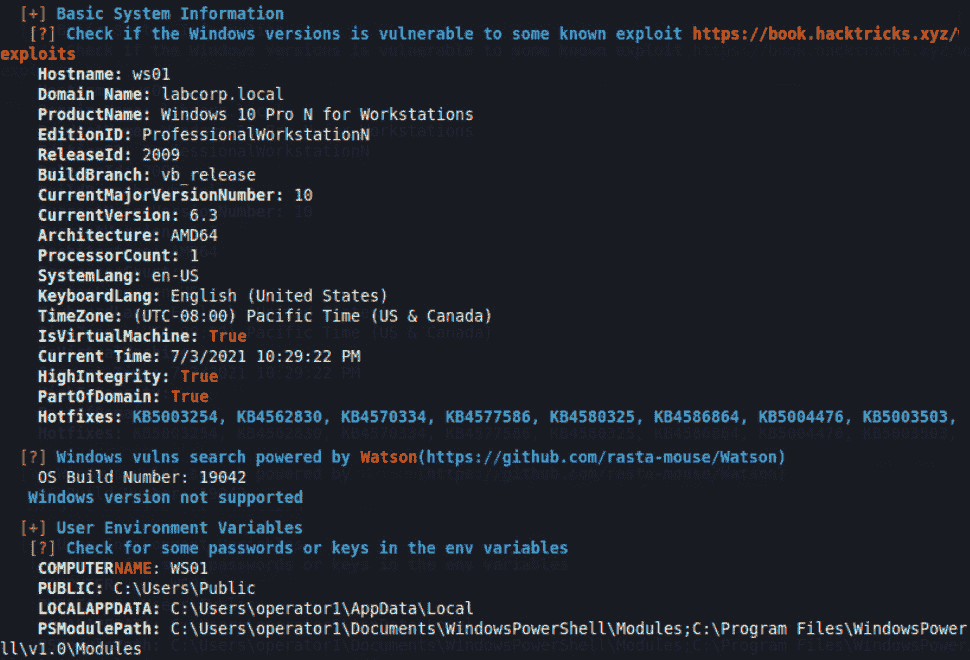 [+] Basic System Information
[?] Check if the Windows versions is vulnerable to some known exploit https://book.hacktricks.xyz/
exploits
Hostname: ws01
Domain Name: labcorp.local
ProductName: Windows 10 Pro N for Workstations
EditionID: ProfessionalWorkstationN
ReleaseId: 2009
BuildBranch: vb_release
CurrentMajorVersionNumber: 10
CurrentVersion: 6.3
Architecture: AMD64
ProcessorCount: 1
SystemLang: en-US
KeyboardLang: English (United States)
TimeZone: (UTC-08:00) Pacific Time (US & Canada)
IsVirtualMachine: True
Current Time: 7/3/2021 10:29:22 PM
HighIntegrity: True
PartOfDomain: True
Hotfixes: KB5003254, KB4562830, KB4570334, KB4577586, KB4580325, KB4586864, KB5004476, KB5003503,
[?] Windows vulns search powered by Watson(https://github.com/rasta-mouse/Watson)
OS Build Number: 19042
Windows version not supported
[+] User Environment Variables
[?] Check for some passwords or keys in the env variables
COMPUTERNAME: WS01
PUBLIC: C:\Users\Public
LOCALAPPDATA: C:\Users\operator1\AppData\Local
PSModulePath: C:\Users\operator1\Documents\WindowsPowerShell\Modules;C:\Program Files\WindowsPower
ll\v1.0\Modules